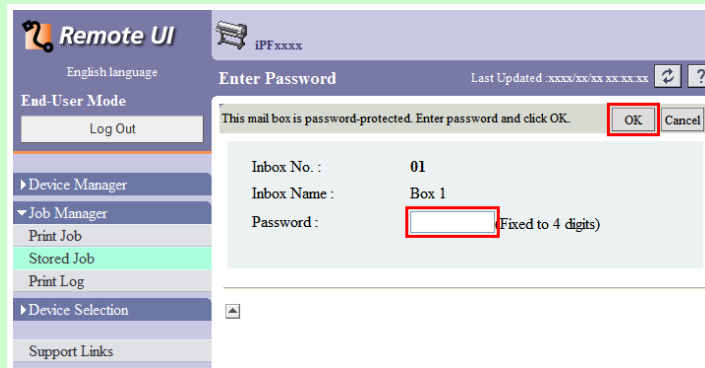 Remote UI
iPFxxxx
English language
Enter Password
Last Updated :xxxx/xx/xx xx:xx:xx
?
End-User Mode
Log Out
This mail box is password-protected. Enter password and click OK.
OK
Cancel
Inbox No. :
01
Inbox Name :
Box 1
Password :
(Fixed to 4 digits)
Device Manager
Job Manager
Print Job
Stored Job
Print Log
Device Selection
Support Links